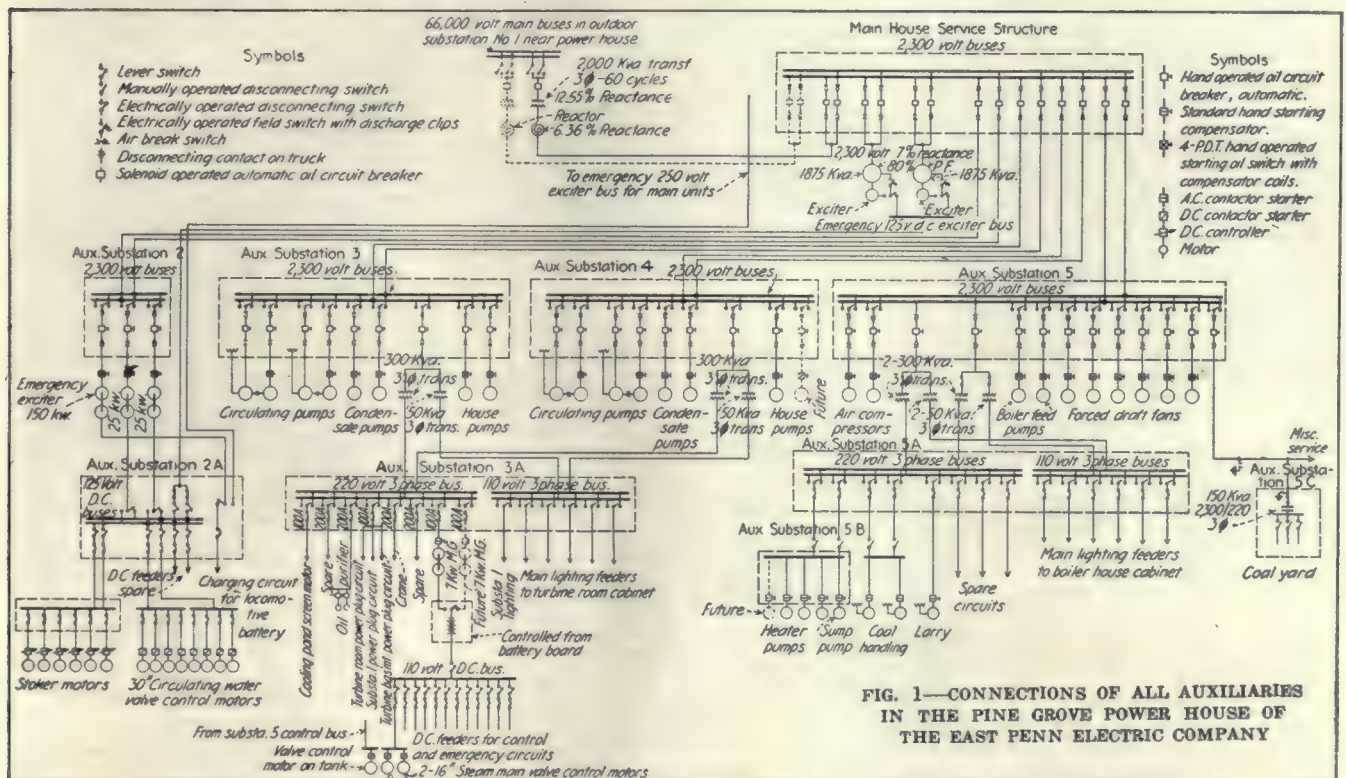 66,000 volt main buses in outdoor
substation No 1 near power house
Main House Service Structure
2,300 volt buses
Symbols
Lever switch
Manually operated disconnecting switch
Electrically operated disconnecting switch
Electrically operated field switch with discharge clips
Air break switch
Disconnecting contact on truck
Solenoid operated automatic oil circuit breaker
2,000 Kva transf
3ϕ-60 cycles
12.55% Reactance
Reactor
6.36% Reactance
To emergency 250 volt
exciter bus for main units
2,300 volt 7% reactance
80% P.F.
1875 Kva.
1875 Kva.
Exciter
Exciter
Emergency 125 v d c exciter bus
Symbols
Hand operated oil circuit
breaker, automatic.
Standard hand starting
compensator.
4-P.D.T. hand operated
starting oil switch with
compensator coils.
A.C. contactor starter
DC contactor starter
D.C. controller
Motor
Aux. Substation 2
2,300 volt buses
Aux Substation 3
2,300 volt buses
Aux Substation 4
2,300 volt buses
Aux Substation 5
2,300 volt buses
Emergency
exciter
150 kw.
25 kw
25 kw.
300 Kva.
3ϕ trans.
Circulating pumps
Conden-
sate pumps
50 Kva
3ϕ trans.
House
pumps
300 Kva
3ϕ trans.
Circulating pumps
Conden-
sate
pumps
50 Kva
3ϕ trans
House
pumps
Future
2-300 Kva.
3ϕ trans.
Air com-
pressors
2-50 Kva.
3ϕ trans.
Boiler feed
pumps
Forced draft fans
Misc.
service
Aux. Substation 2A
125 volt
D.C.
buses
D C feeders
spare
Charging circuit
for locomo-
tive
battery
Stoker motors
30" Circulating water
valve control motors
Aux. Substation 3A
220 volt 3 phase bus.
110 volt 3 phase bus.
200A
200A
400A
200A
200A
100A
400A
Cooling pond screen motor
Spare
Oil purifier
Turbine room power plug circuit
Substa. 1 power plug circuit
Turbine bas'mt power plug circuit
Crane
Spare
7 Kw. M.G.
Future 7 Kw. M.G.
Substa 1
lighting
Main lighting feeders
to turbine room cabinet
Controlled from
battery board
110 volt D.C. bus.
From substa. 5 control bus
Valve control
motor on tank
D.C. feeders for control
and emergency circuits
2-16" Steam main valve control motors
Aux. Substation 5A
220 volt 3 phase buses
110 volt 3 phase buses
Aux Substation 5B
Future
Heater
pumps
Sump
pump
Coal
handling
Larry
Spare
circuits
Main lighting feeders
to boiler house cabinet
Aux. Substa-
tion 5C
150 Kva
2300/220
3ϕ
Coal yard
FIG. 1—CONNECTIONS OF ALL AUXILIARIES
IN THE PINE GROVE POWER HOUSE OF
THE EAST PENN ELECTRIC COMPANY